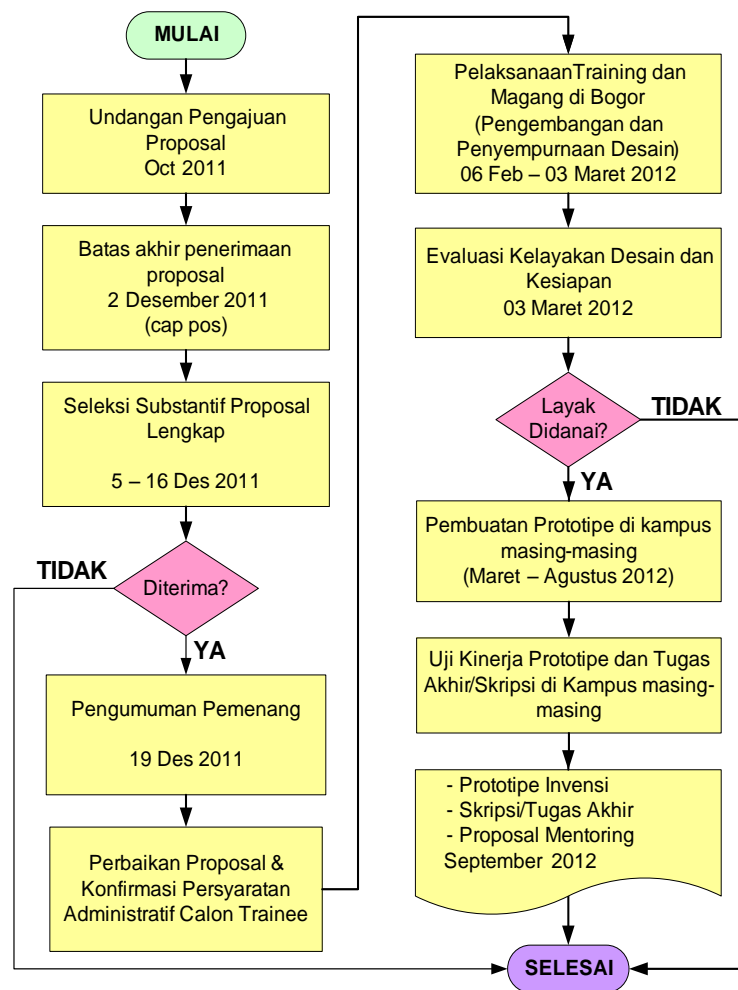 MULAI
Undangan Pengajuan
Proposal
Oct 2011
Batas akhir penerimaan
proposal
2 Desember 2011
(cap pos)
Seleksi Substantif Proposal
Lengkap
5 – 16 Des 2011
TIDAK
Diterima?
YA
Pengumuman Pemenang
19 Des 2011
Perbaikan Proposal &
Konfirmasi Persyaratan
Administratif Calon Trainee
PelaksanaanTraining dan
Magang di Bogor
(Pengembangan dan
Penyempurnaan Desain)
06 Feb – 03 Maret 2012
Evaluasi Kelayakan Desain dan
Kesiapan
03 Maret 2012
Layak
Didanai?
TIDAK
YA
Pembuatan Prototipe di kampus
masing-masing
(Maret – Agustus 2012)
Uji Kinerja Prototipe dan Tugas
Akhir/Skripsi di Kampus masing-
masing
- Prototipe Invensi
- Skripsi/Tugas Akhir
- Proposal Mentoring
September 2012
SELESAI